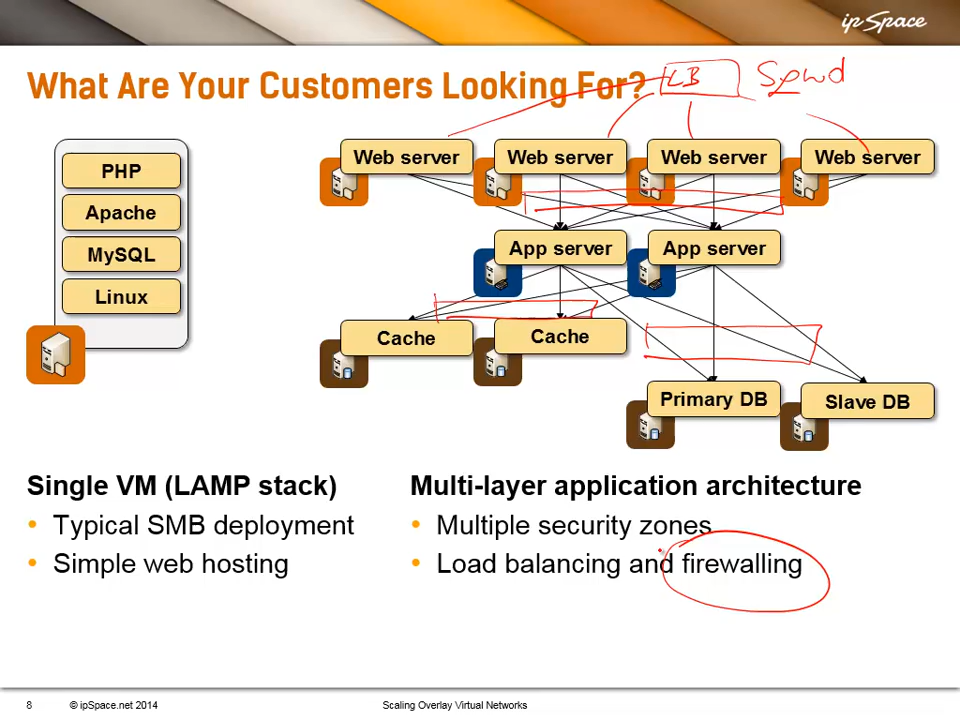 ipSpace
What Are Your Customers Looking For?
LB
PHP
Apache
MySQL
Linux
Web server
Web server
Web server
Web server
App server
App server
Cache
Cache
Primary DB
Slave DB
Single VM (LAMP stack)
• Typical SMB deployment
• Simple web hosting
Multi-layer application architecture
• Multiple security zones
• Load balancing and firewalling
8 © ipSpace.net 2014 Scaling Overlay Virtual Networks